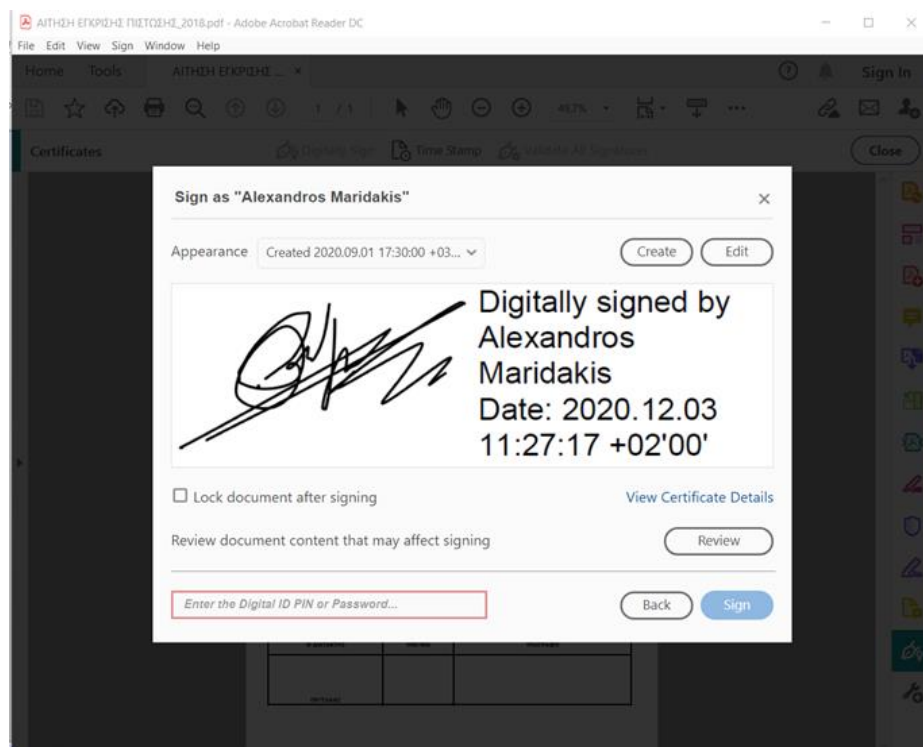 ΑΙΤΗΣΗ ΕΓΚΡΙΣΗΣ ΠΙΣΤΩΣΗΣ_2018.pdf - Adobe Acrobat Reader DC
File Edit View Sign Window Help
Home Tools ΑΙΤΗΣΗ ΕΓΚΡΙΣΗΣ ... × Sign In
1 / 1 49,7%
Certificates Digitally Sign Time Stamp Validate All Signatures Close
Sign as "Alexandros Maridakis"
Appearance Created 2020.09.01 17:30:00 +03... Create Edit
Digitally signed by
Alexandros
Maridakis
Date: 2020.12.03
11:27:17 +02'00'
Lock document after signing View Certificate Details
Review document content that may affect signing Review
Enter the Digital ID PIN or Password... Back Sign